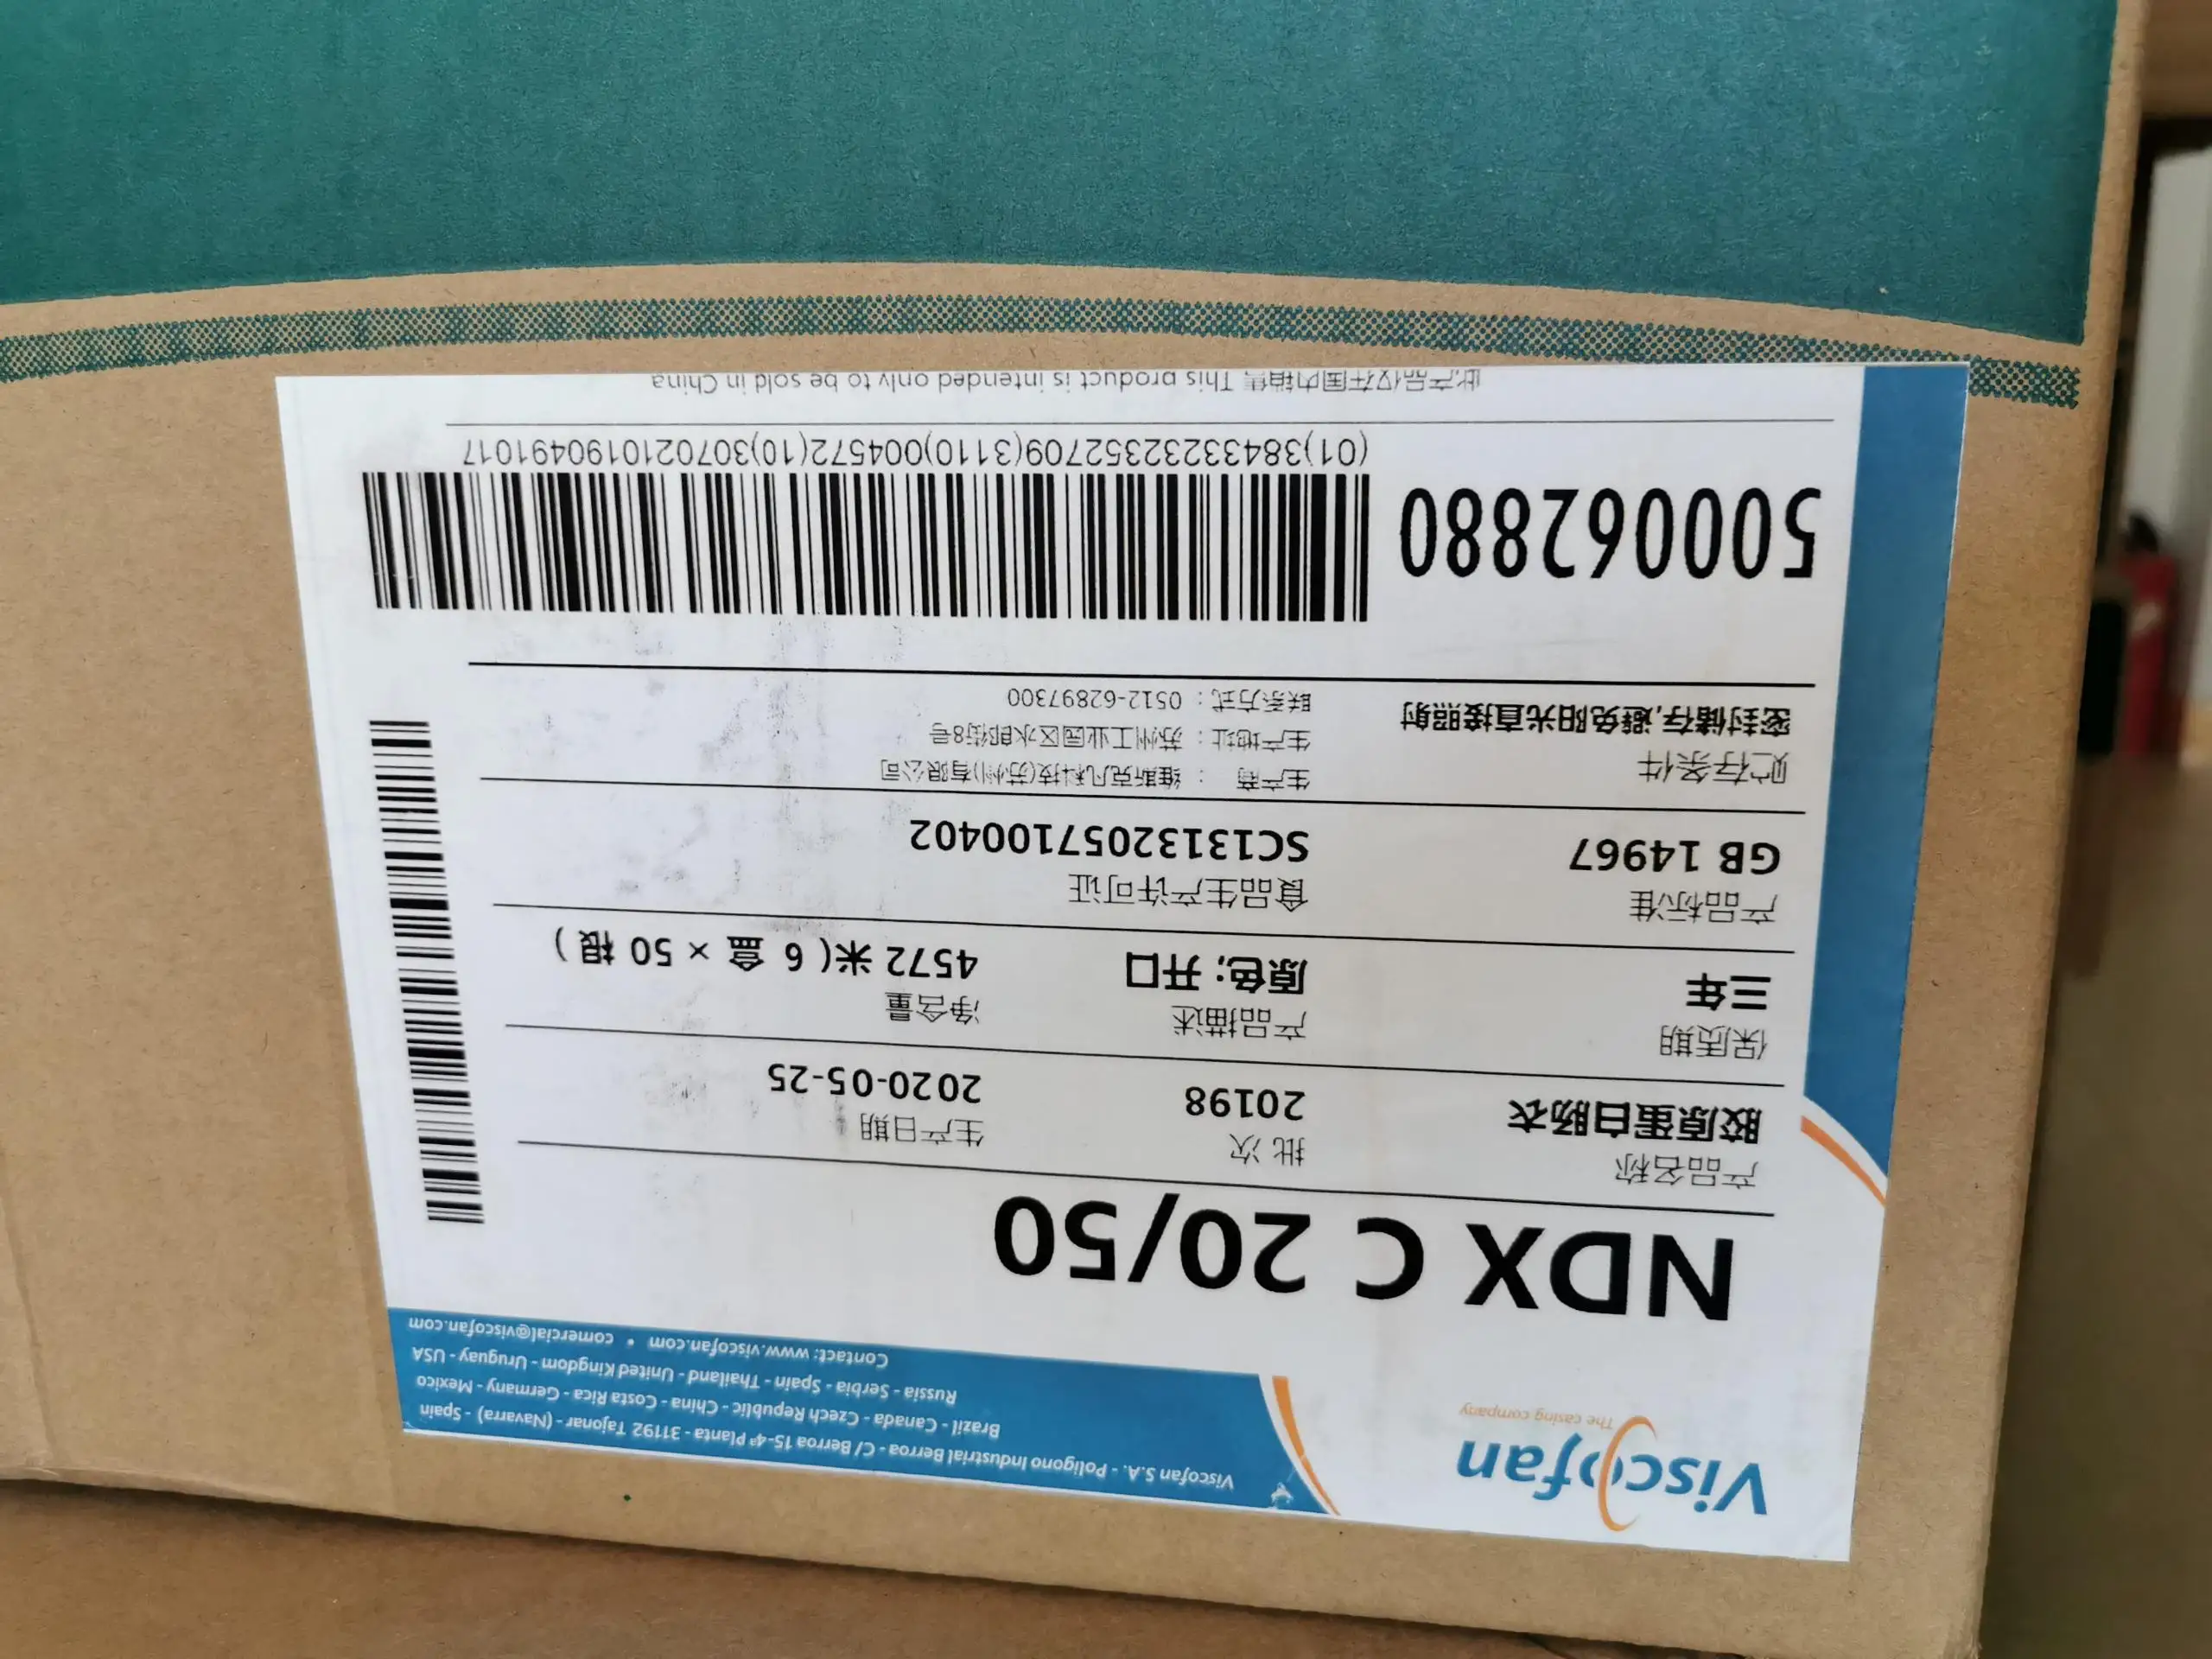 Viscofan
The casing company
Viscofan S.A. - Poligono Industrial Berroa - C/ Berroa 15-4ª Planta - 31192 Tajonar - (Navarra) - Spain
Brazil - Canada - Czech Republic - China - Costa Rica - Germany - Mexico
Russia - Serbia - Spain - Thailand - United Kingdom - Uruguay - USA
Contact: www.viscofan.com • comercial@viscofan.com
NDX C 20/50
产品名称 批次 生产日期
胶原蛋白肠衣 20198 2020-05-25
保质期 产品描述 净含量
三年 原色; 开口 4572 米(6 盒 × 50 根)
产品标准 食品生产许可证
GB 14967 SC13132057100402
贮存条件 生产商 : 维斯克凡科技(苏州)有限公司
密封储存,避免阳光直接照射 生产地址 : 苏州工业园区水郎街8号
联系方式 : 0512-62897300
500062880
(01)38433323235 2709(3110)004572(10)3070210190491017
此产品仅在国内销售 This product is intended only to be sold in China